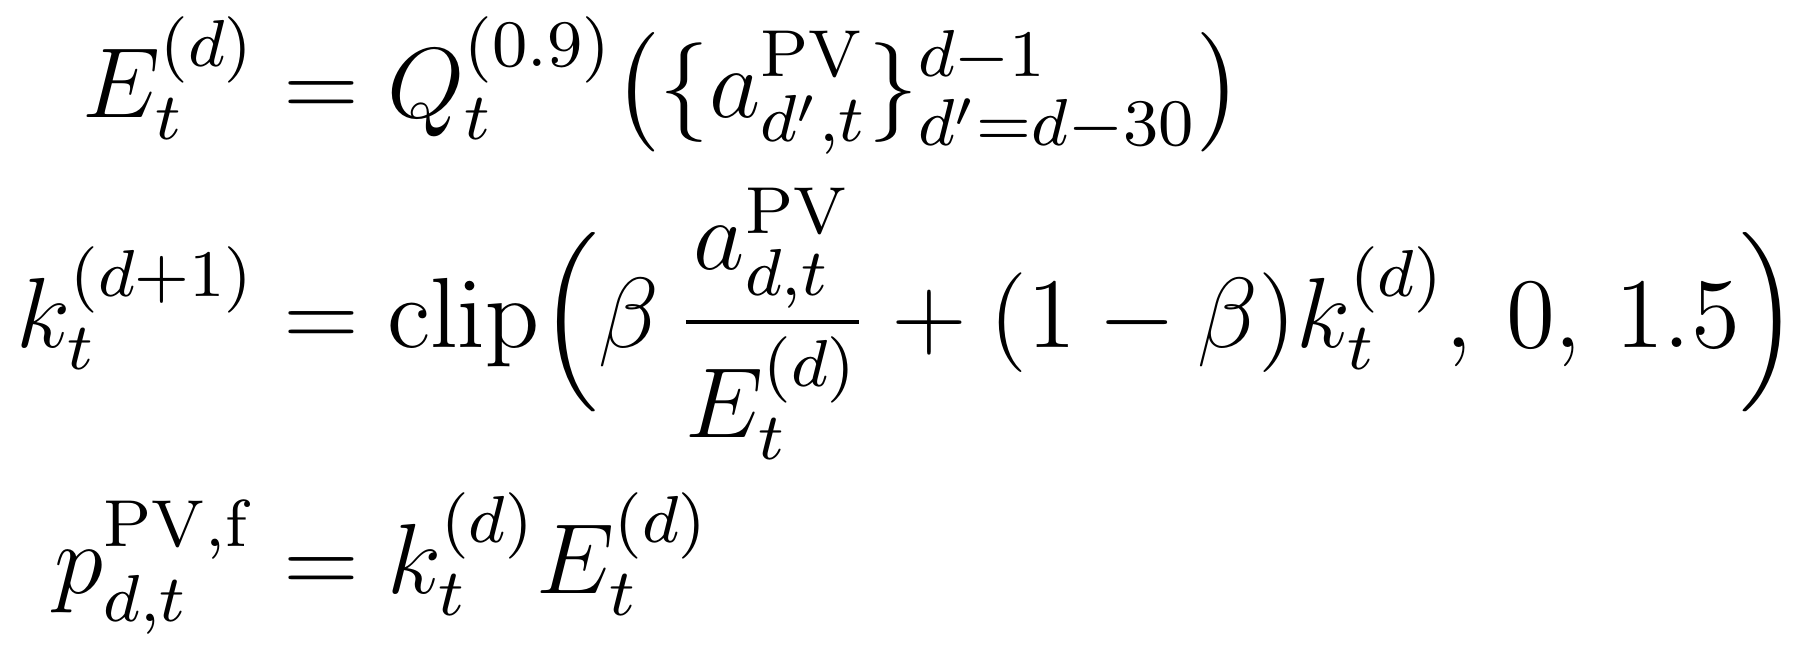 $E_t^{(d)} = Q_t^{(0.9)}\big(\{a_{d',t}^{\mathrm{PV}}\}_{d'=d-30}^{d-1}\big)$
$k_t^{(d+1)} = \mathrm{clip}\Big(\beta\,\frac{a_{d,t}^{\mathrm{PV}}}{E_t^{(d)}} + (1-\beta)k_t^{(d)},\, 0,\, 1.5\Big)$
$p_{d,t}^{\mathrm{PV,f}} = k_t^{(d)} E_t^{(d)}$